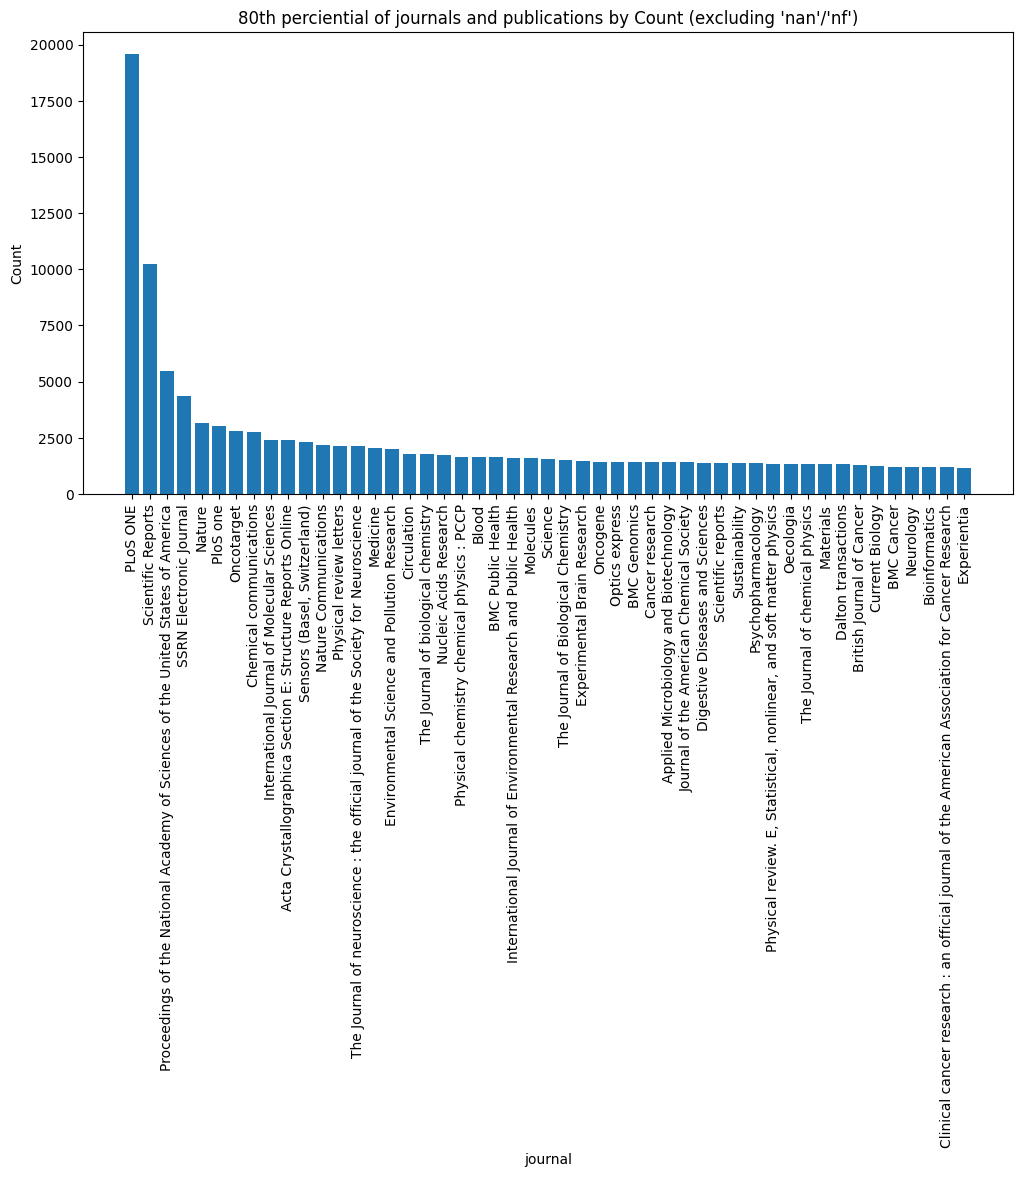 80th perciential of journals and publications by Count (excluding 'nan'/'nf')
Count
20000
17500
15000
12500
10000
7500
5000
2500
0
PLoS ONE
Scientific Reports
Proceedings of the National Academy of Sciences of the United States of America
SSRN Electronic Journal
Nature
PloS one
Oncotarget
Chemical communications
International Journal of Molecular Sciences
Acta Crystallographica Section E: Structure Reports Online
Sensors (Basel, Switzerland)
Nature Communications
Physical review letters
The Journal of neuroscience : the official journal of the Society for Neuroscience
Medicine
Environmental Science and Pollution Research
Circulation
The Journal of biological chemistry
Nucleic Acids Research
Physical chemistry chemical physics : PCCP
Blood
BMC Public Health
International Journal of Environmental Research and Public Health
Molecules
Science
The Journal of Biological Chemistry
Experimental Brain Research
Oncogene
Optics express
BMC Genomics
Cancer research
Applied Microbiology and Biotechnology
Journal of the American Chemical Society
Digestive Diseases and Sciences
Scientific reports
Sustainability
Psychopharmacology
Physical review. E, Statistical, nonlinear, and soft matter physics
Oecologia
The Journal of chemical physics
Materials
Dalton transactions
British Journal of Cancer
Current Biology
BMC Cancer
Neurology
Bioinformatics
Clinical cancer research : an official journal of the American Association for Cancer Research
Experientia
journal